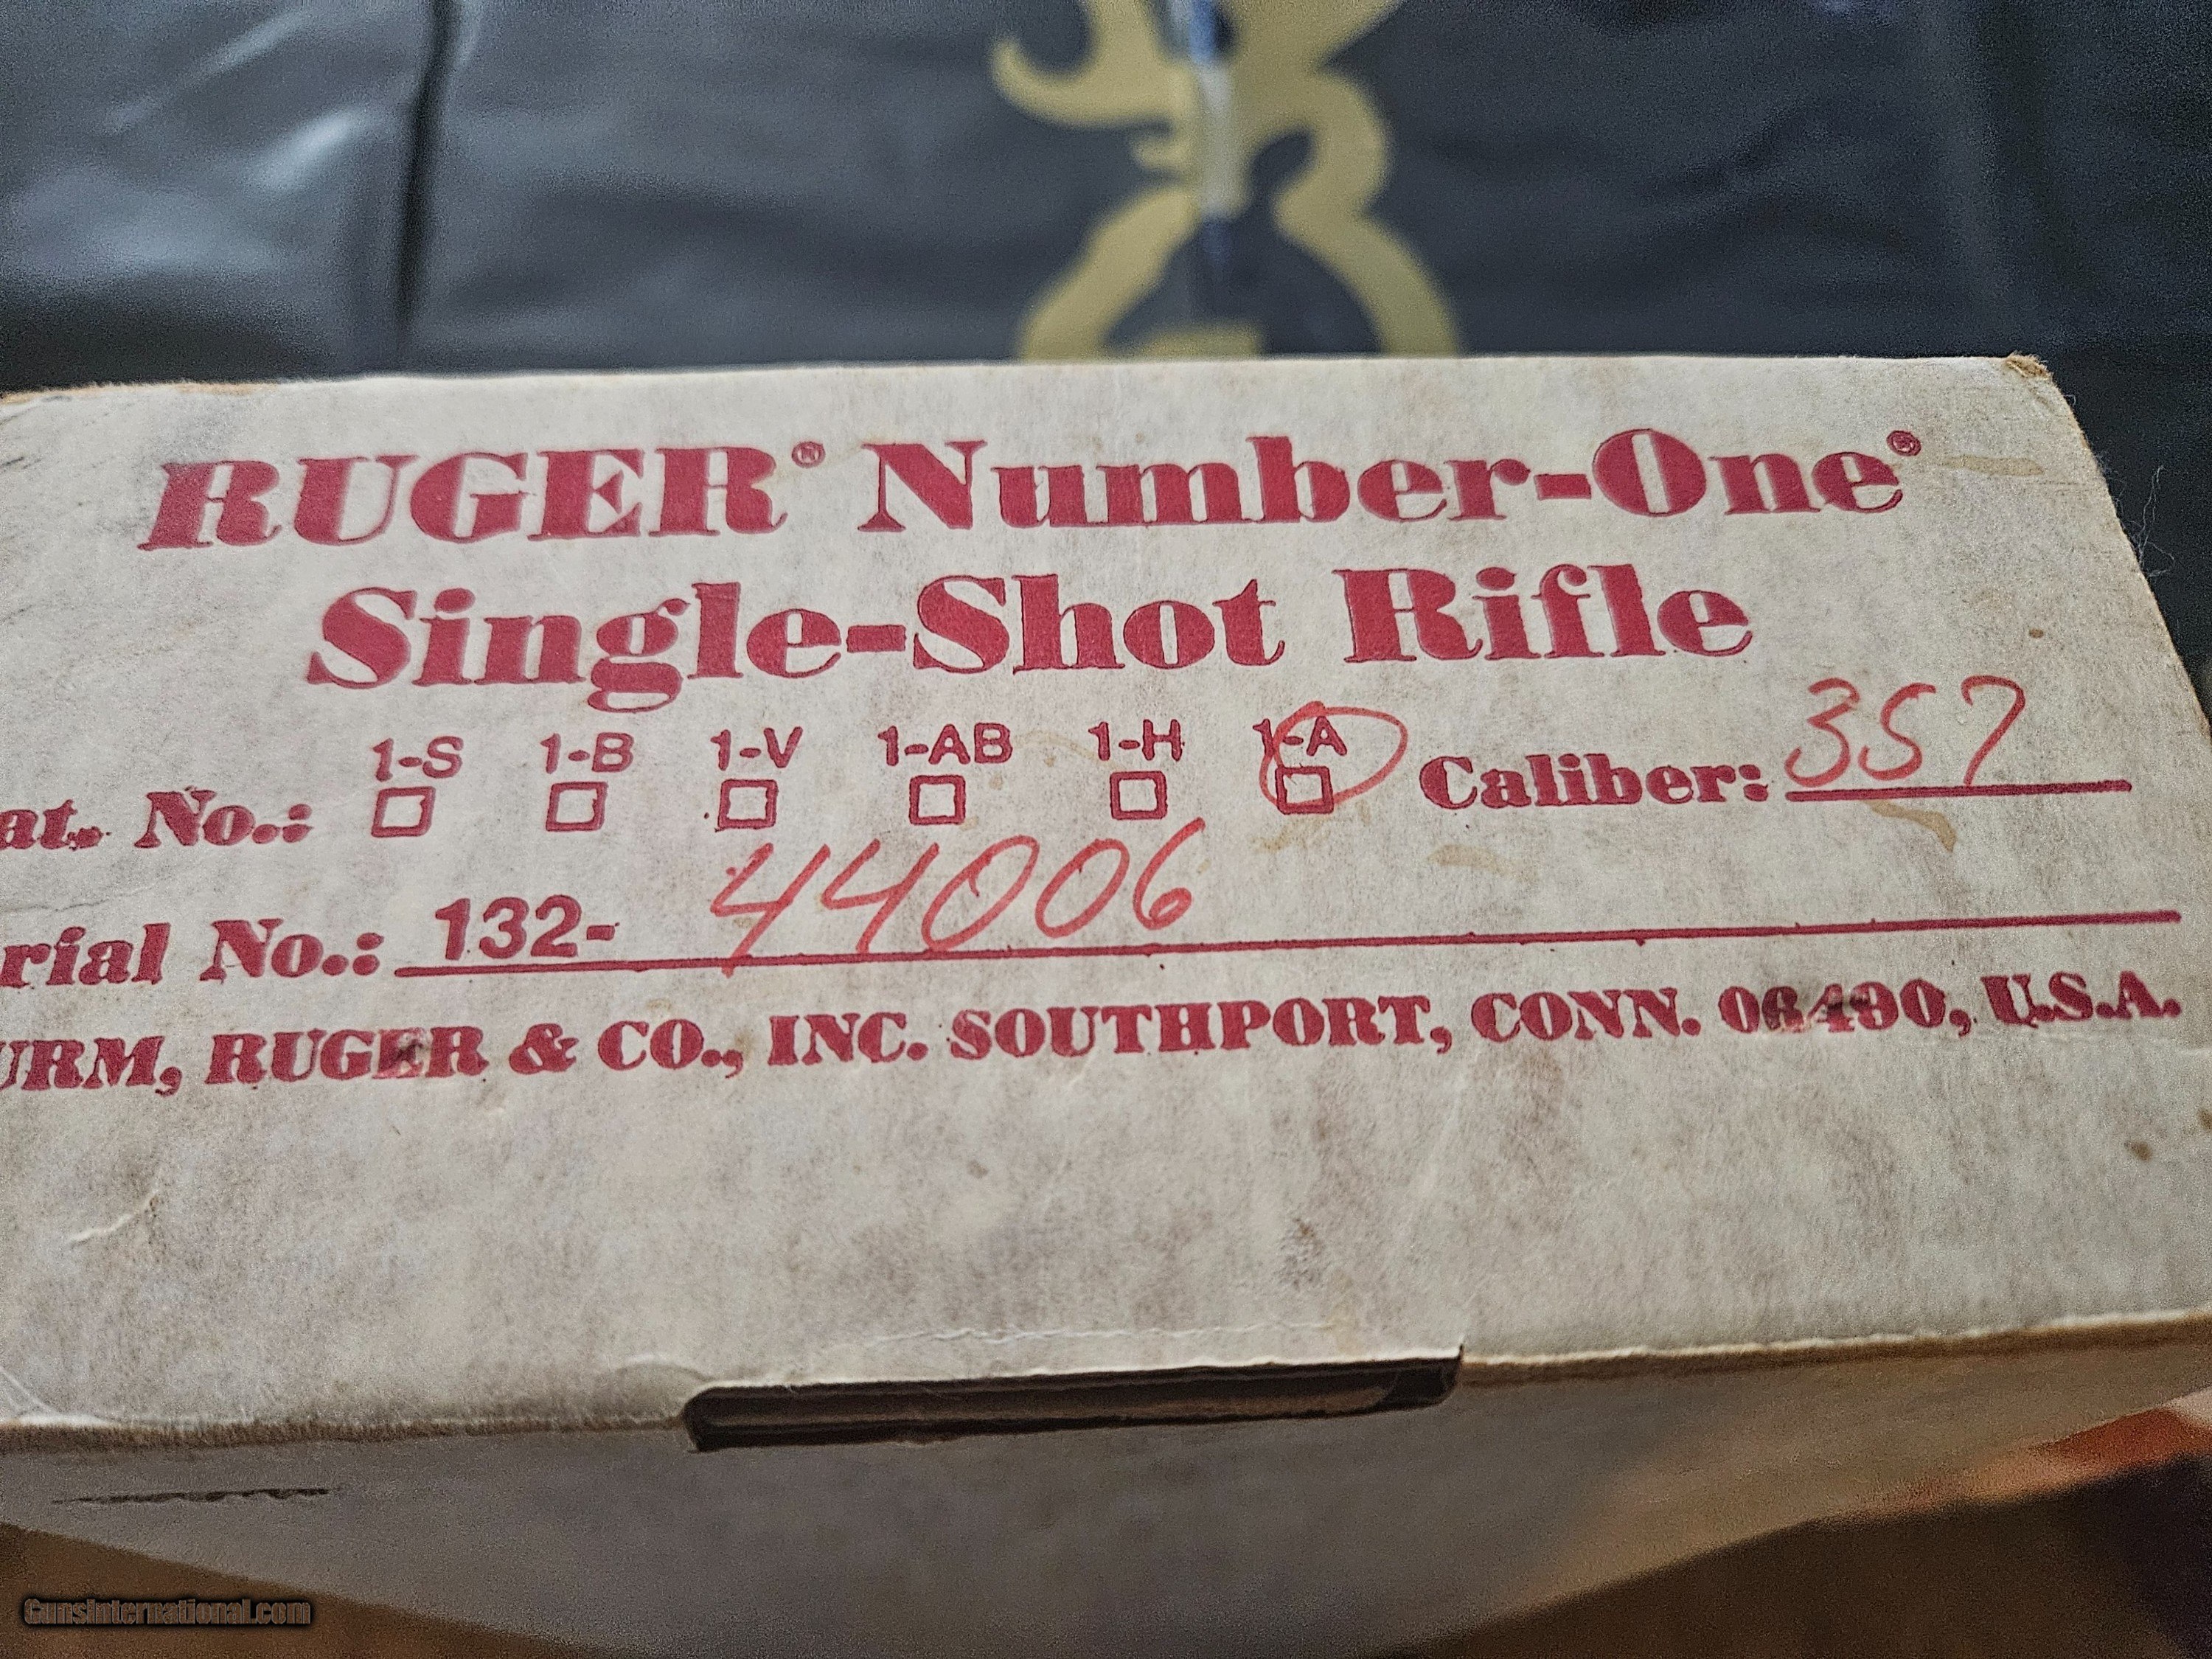 RUGER® Number-One®
Single-Shot Rifle
1-S 1-B 1-V 1-AB 1-H 1-A
at. No.: Caliber: 357
rial No.: 132- 44006
URM, RUGER & CO., INC. SOUTHPORT, CONN. 06490, U.S.A.
GunsInternational.com